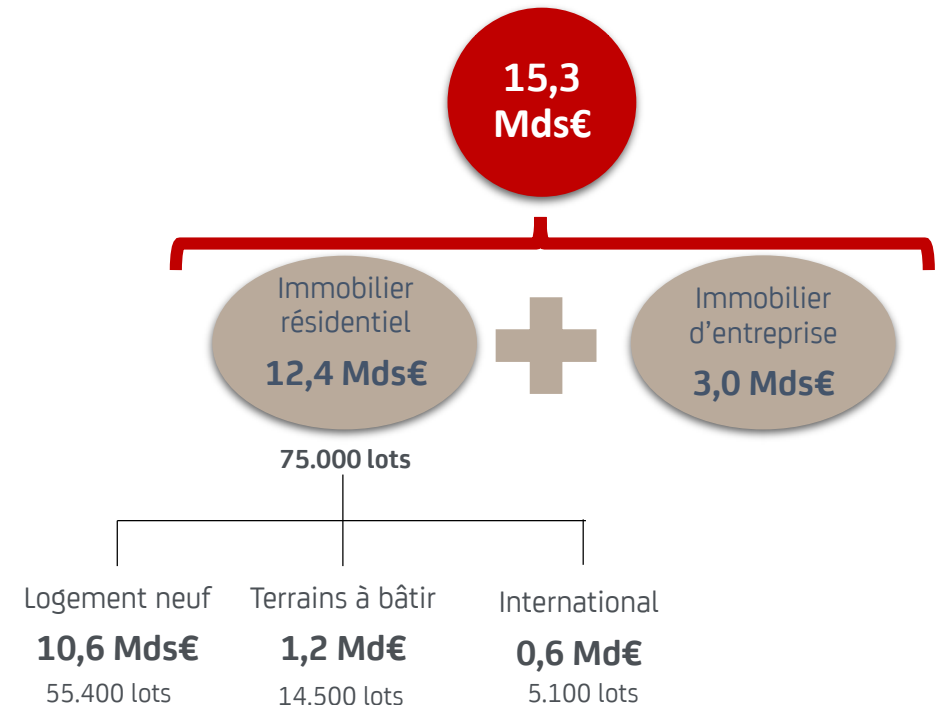 15,3
Mds€
Immobilier
résidentiel
12,4 Mds€
Immobilier
d'entreprise
3,0 Mds€
75.000 lots
Logement neuf
10,6 Mds€
55.400 lots
Terrains à bâtir
1,2 Md€
14.500 lots
International
0,6 Md€
5.100 lots